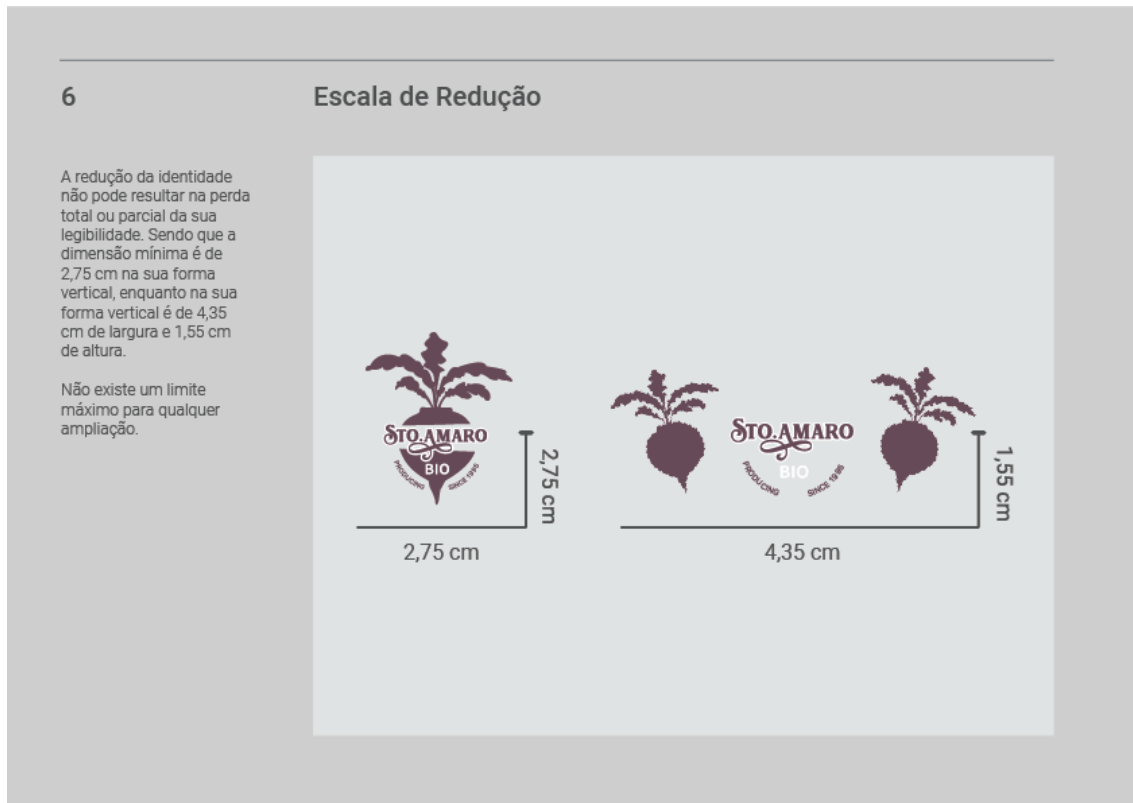 6
Escala de Redução
A redução da identidade
não pode resultar na perda
total ou parcial da sua
legibilidade. Sendo que a
dimensão mínima é de
2,75 cm na sua forma
vertical, enquanto na sua
forma vertical é de 4,35
cm de largura e 1,55 cm
de altura.
Não existe um limite
máximo para qualquer
ampliação.
STO.AMARO
BIO
PRODUCING
SINCE 1995
2,75 cm
2,75 cm
STO.AMARO
BIO
PRODUCING
SINCE 1995
1,55 cm
4,35 cm